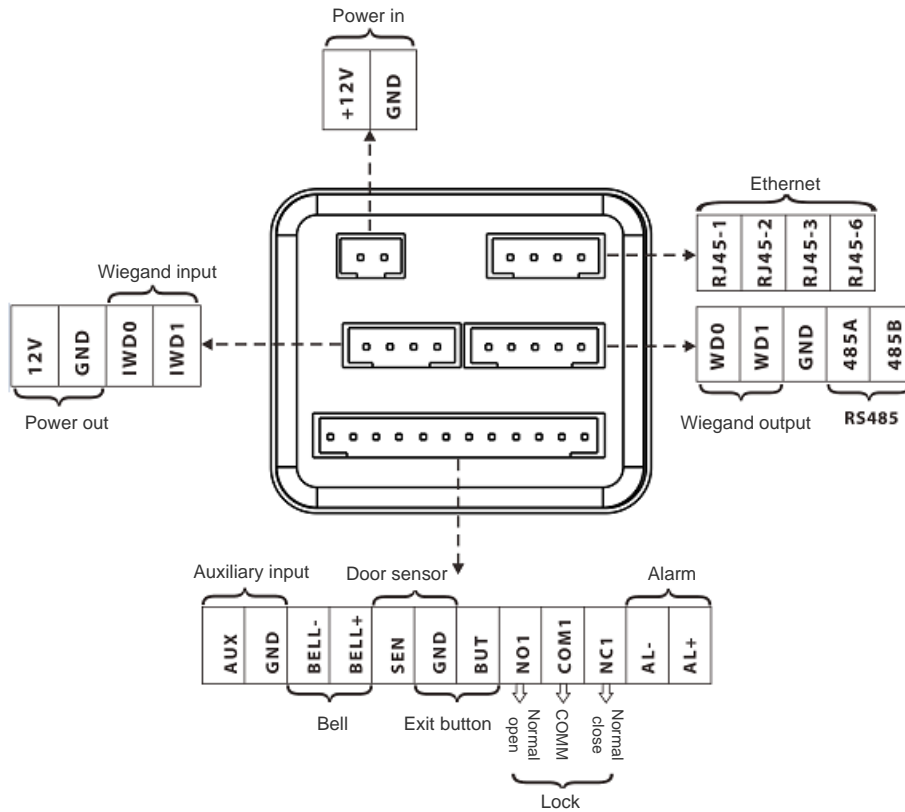 Power in
+12V
GND
Ethernet
RJ45-1
RJ45-2
RJ45-3
RJ45-6
Wiegand input
12V
GND
IWD0
IWD1
Power out
WD0
WD1
GND
485A
485B
Wiegand output
RS485
Auxiliary input
Door sensor
Alarm
AUX
GND
BELL-
BELL+
SEN
GND
BUT
NO1
COM1
NC1
AL-
AL+
Bell
Exit button
Normal
open
COMM
Normal
close
Lock